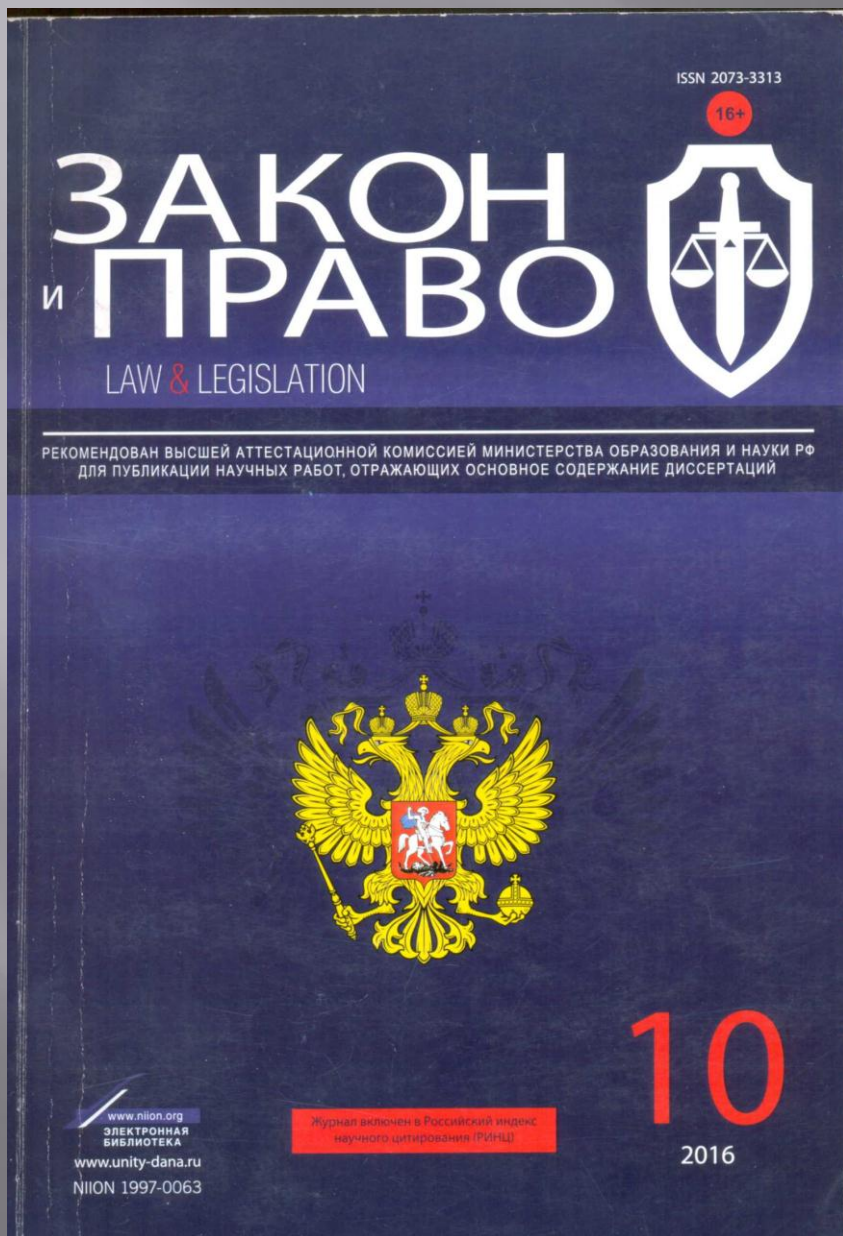 ISSN 2073-3313
16+
ЗАКОН
и ПРАВО
LAW & LEGISLATION
РЕКОМЕНДОВАН ВЫСШЕЙ АТТЕСТАЦИОННОЙ КОМИССИЕЙ МИНИСТЕРСТВА ОБРАЗОВАНИЯ И НАУКИ РФ
ДЛЯ ПУБЛИКАЦИИ НАУЧНЫХ РАБОТ, ОТРАЖАЮЩИХ ОСНОВНОЕ СОДЕРЖАНИЕ ДИССЕРТАЦИЙ
www.niion.org
ЭЛЕКТРОННАЯ
БИБЛИОТЕКА
www.unity-dana.ru
NIION 1997-0063
Журнал включен в Российский индекс
научного цитирования (РИНЦ)
10
2016